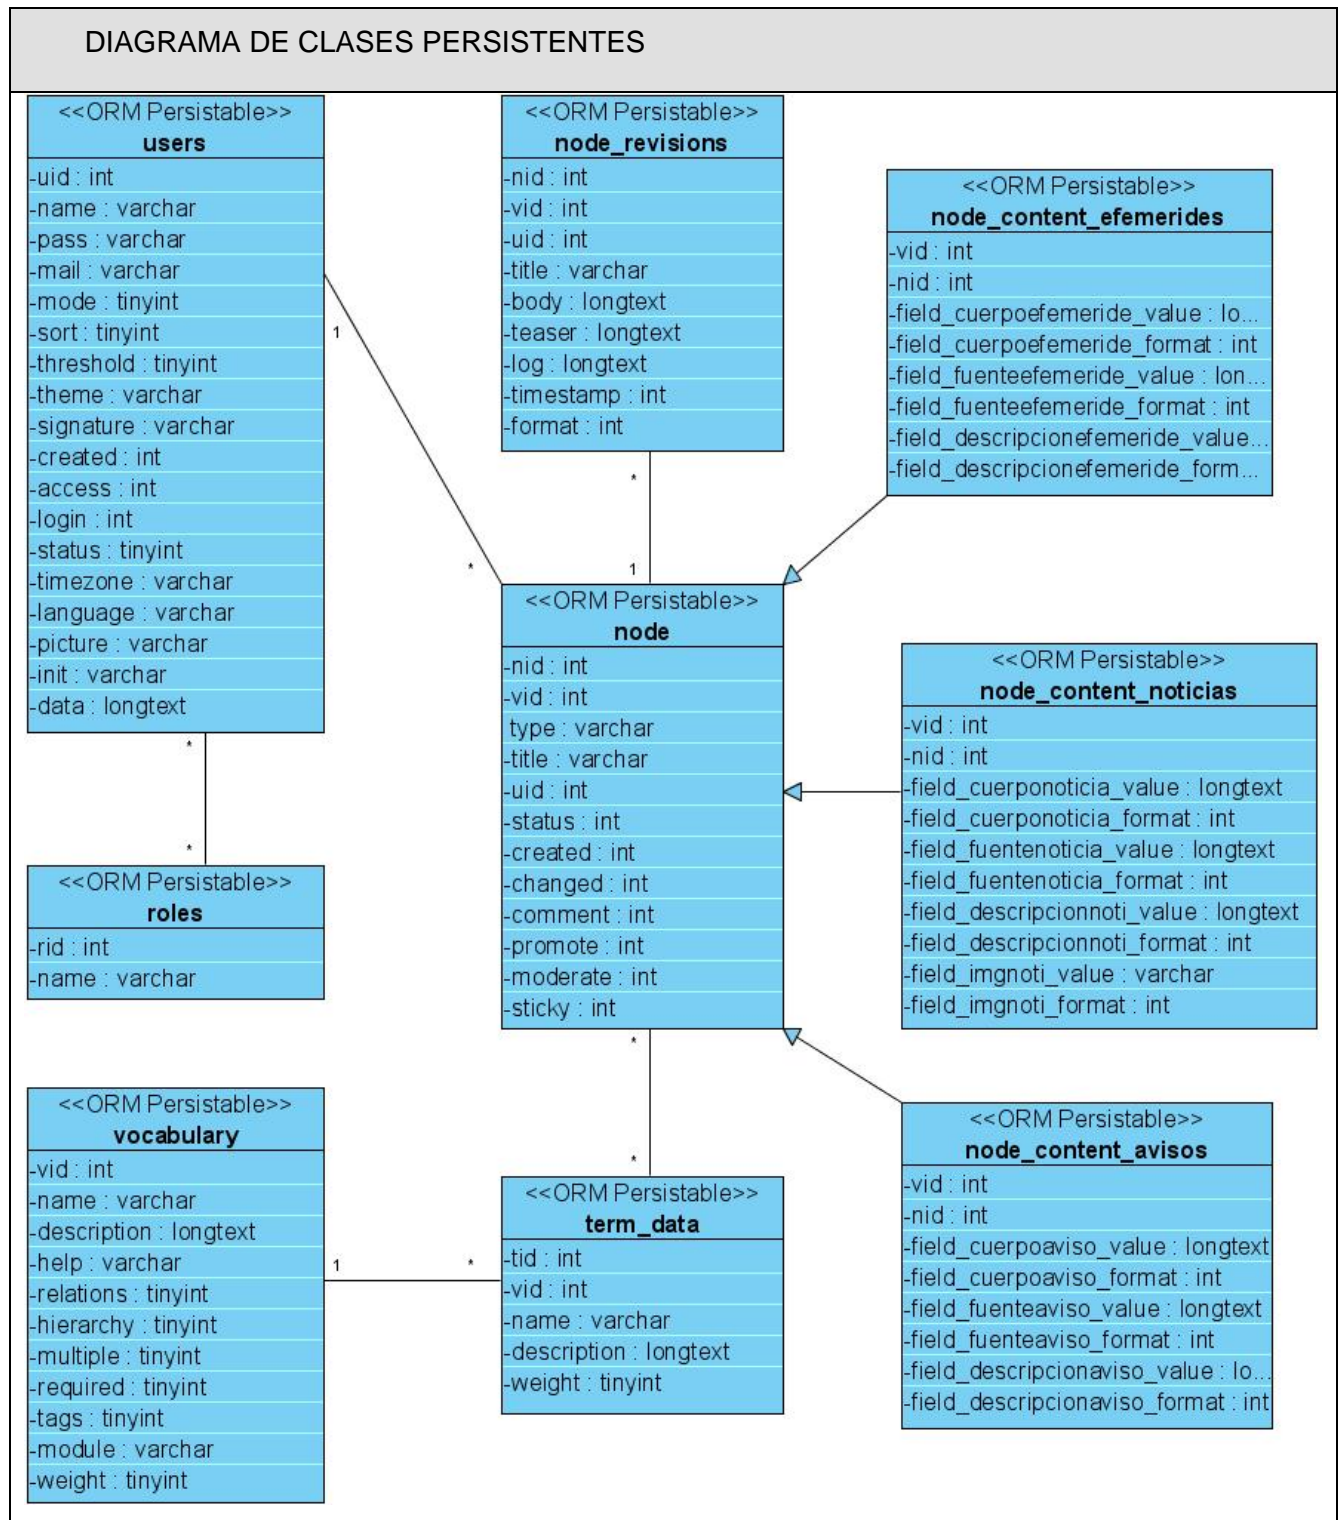 DIAGRAMA DE CLASES PERSISTENTES
<<ORM Persistable>>
users
-uid : int
-name : varchar
-pass : varchar
-mail : varchar
-mode : tinyint
-sort : tinyint
-threshold : tinyint
-theme : varchar
-signature : varchar
-created : int
-access : int
-login : int
-status : tinyint
-timezone : varchar
-language : varchar
-picture : varchar
-init : varchar
-data : longtext
<<ORM Persistable>>
node_revisions
-nid : int
-vid : int
-uid : int
-title : varchar
-body : longtext
-teaser : longtext
-log : longtext
-timestamp : int
-format : int
<<ORM Persistable>>
node_content_efemerides
-vid : int
-nid : int
-field_cuerpoefemeride_value : lo...
-field_cuerpoefemeride_format : int
-field_fuenteefemeride_value : lon...
-field_fuenteefemeride_format : int
-field_descripcionefemeride_value...
-field_descripcionefemeride_form...
1
*
*
1
<<ORM Persistable>>
node
-nid : int
-vid : int
type : varchar
-title : varchar
-uid : int
-status : int
-created : int
-changed : int
-comment : int
-promote : int
-moderate : int
-sticky : int
<<ORM Persistable>>
node_content_noticias
-vid : int
-nid : int
-field_cuerponoticia_value : longtext
-field_cuerponoticia_format : int
-field_fuentenoticia_value : longtext
-field_fuentenoticia_format : int
-field_descripcionnoti_value : longtext
-field_descripcionnoti_format : int
-field_imgnoti_value : varchar
-field_imgnoti_format : int
*
*
<<ORM Persistable>>
roles
-rid : int
-name : varchar
*
*
<<ORM Persistable>>
vocabulary
-vid : int
-name : varchar
-description : longtext
-help : varchar
-relations : tinyint
-hierarchy : tinyint
-multiple : tinyint
-required : tinyint
-tags : tinyint
-module : varchar
-weight : tinyint
1
*
<<ORM Persistable>>
term_data
-tid : int
-vid : int
-name : varchar
-description : longtext
-weight : tinyint
<<ORM Persistable>>
node_content_avisos
-vid : int
-nid : int
-field_cuerpoaviso_value : longtext
-field_cuerpoaviso_format : int
-field_fuenteaviso_value : longtext
-field_fuenteaviso_format : int
-field_descripcionaviso_value : lo...
-field_descripcionaviso_format : int